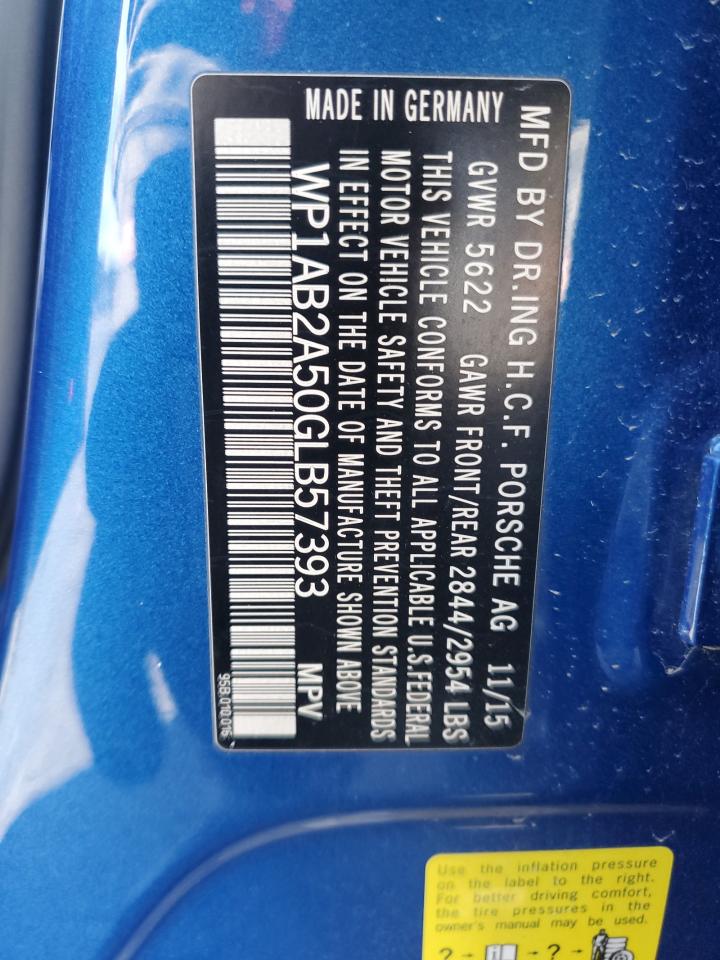 MADE IN GERMANY
MFD BY DR.ING H.C.F. PORSCHE AG 11/15
GVWR 5622 GAWR FRONT/REAR 2844/2954 LBS
THIS VEHICLE CONFORMS TO ALL APPLICABLE U.S.FEDERAL
MOTOR VEHICLE SAFETY AND THEFT PREVENTION STANDARDS
IN EFFECT ON THE DATE OF MANUFACTURE SHOWN ABOVE
WP1AB2A50GLB57393 MPV
95B.010.015
Use the inflation pressure
on the label to the right.
For better driving comfort,
the tire pressures in the
owner's manual may be used.
? → → ? →